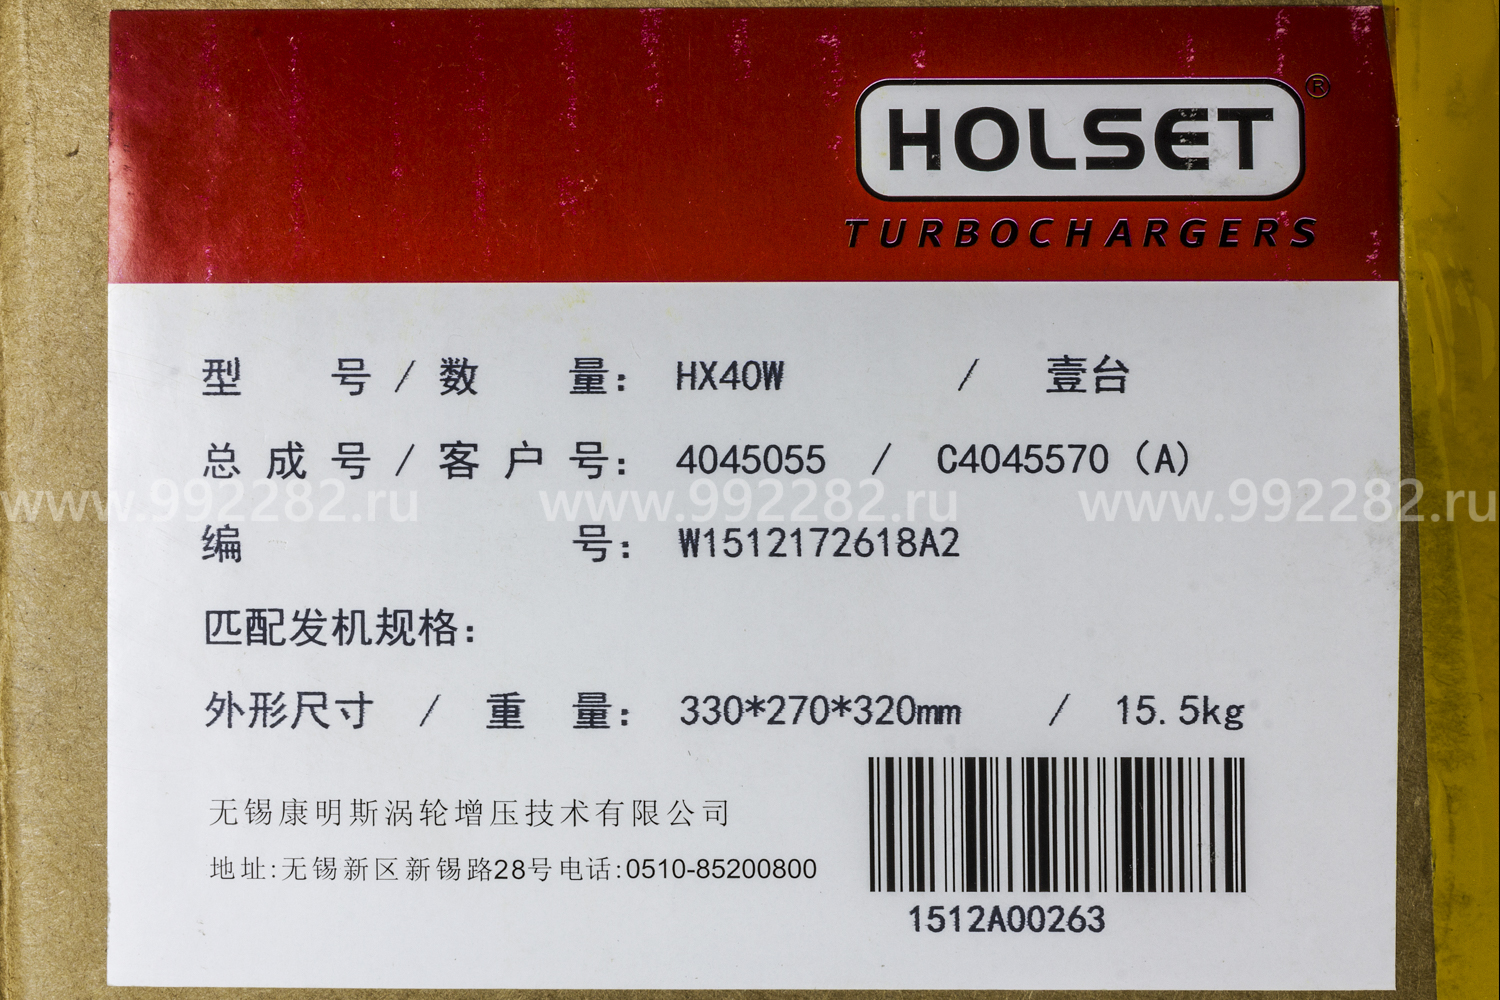 HOLSET®
TURBOCHARGERS
型 号 / 数 量: HX40W / 壹台
总 成 号 / 客 户 号: 4045055 / C4045570 (A)
www.992282.ru www.992282.ru www.992282.ru
编 号: W1512172618A2
匹配发机规格:
外形尺寸 / 重 量: 330*270*320mm / 15.5kg
无锡康明斯涡轮增压技术有限公司
地址:无锡新区新锡路28号电话:0510-85200800
1512A00263